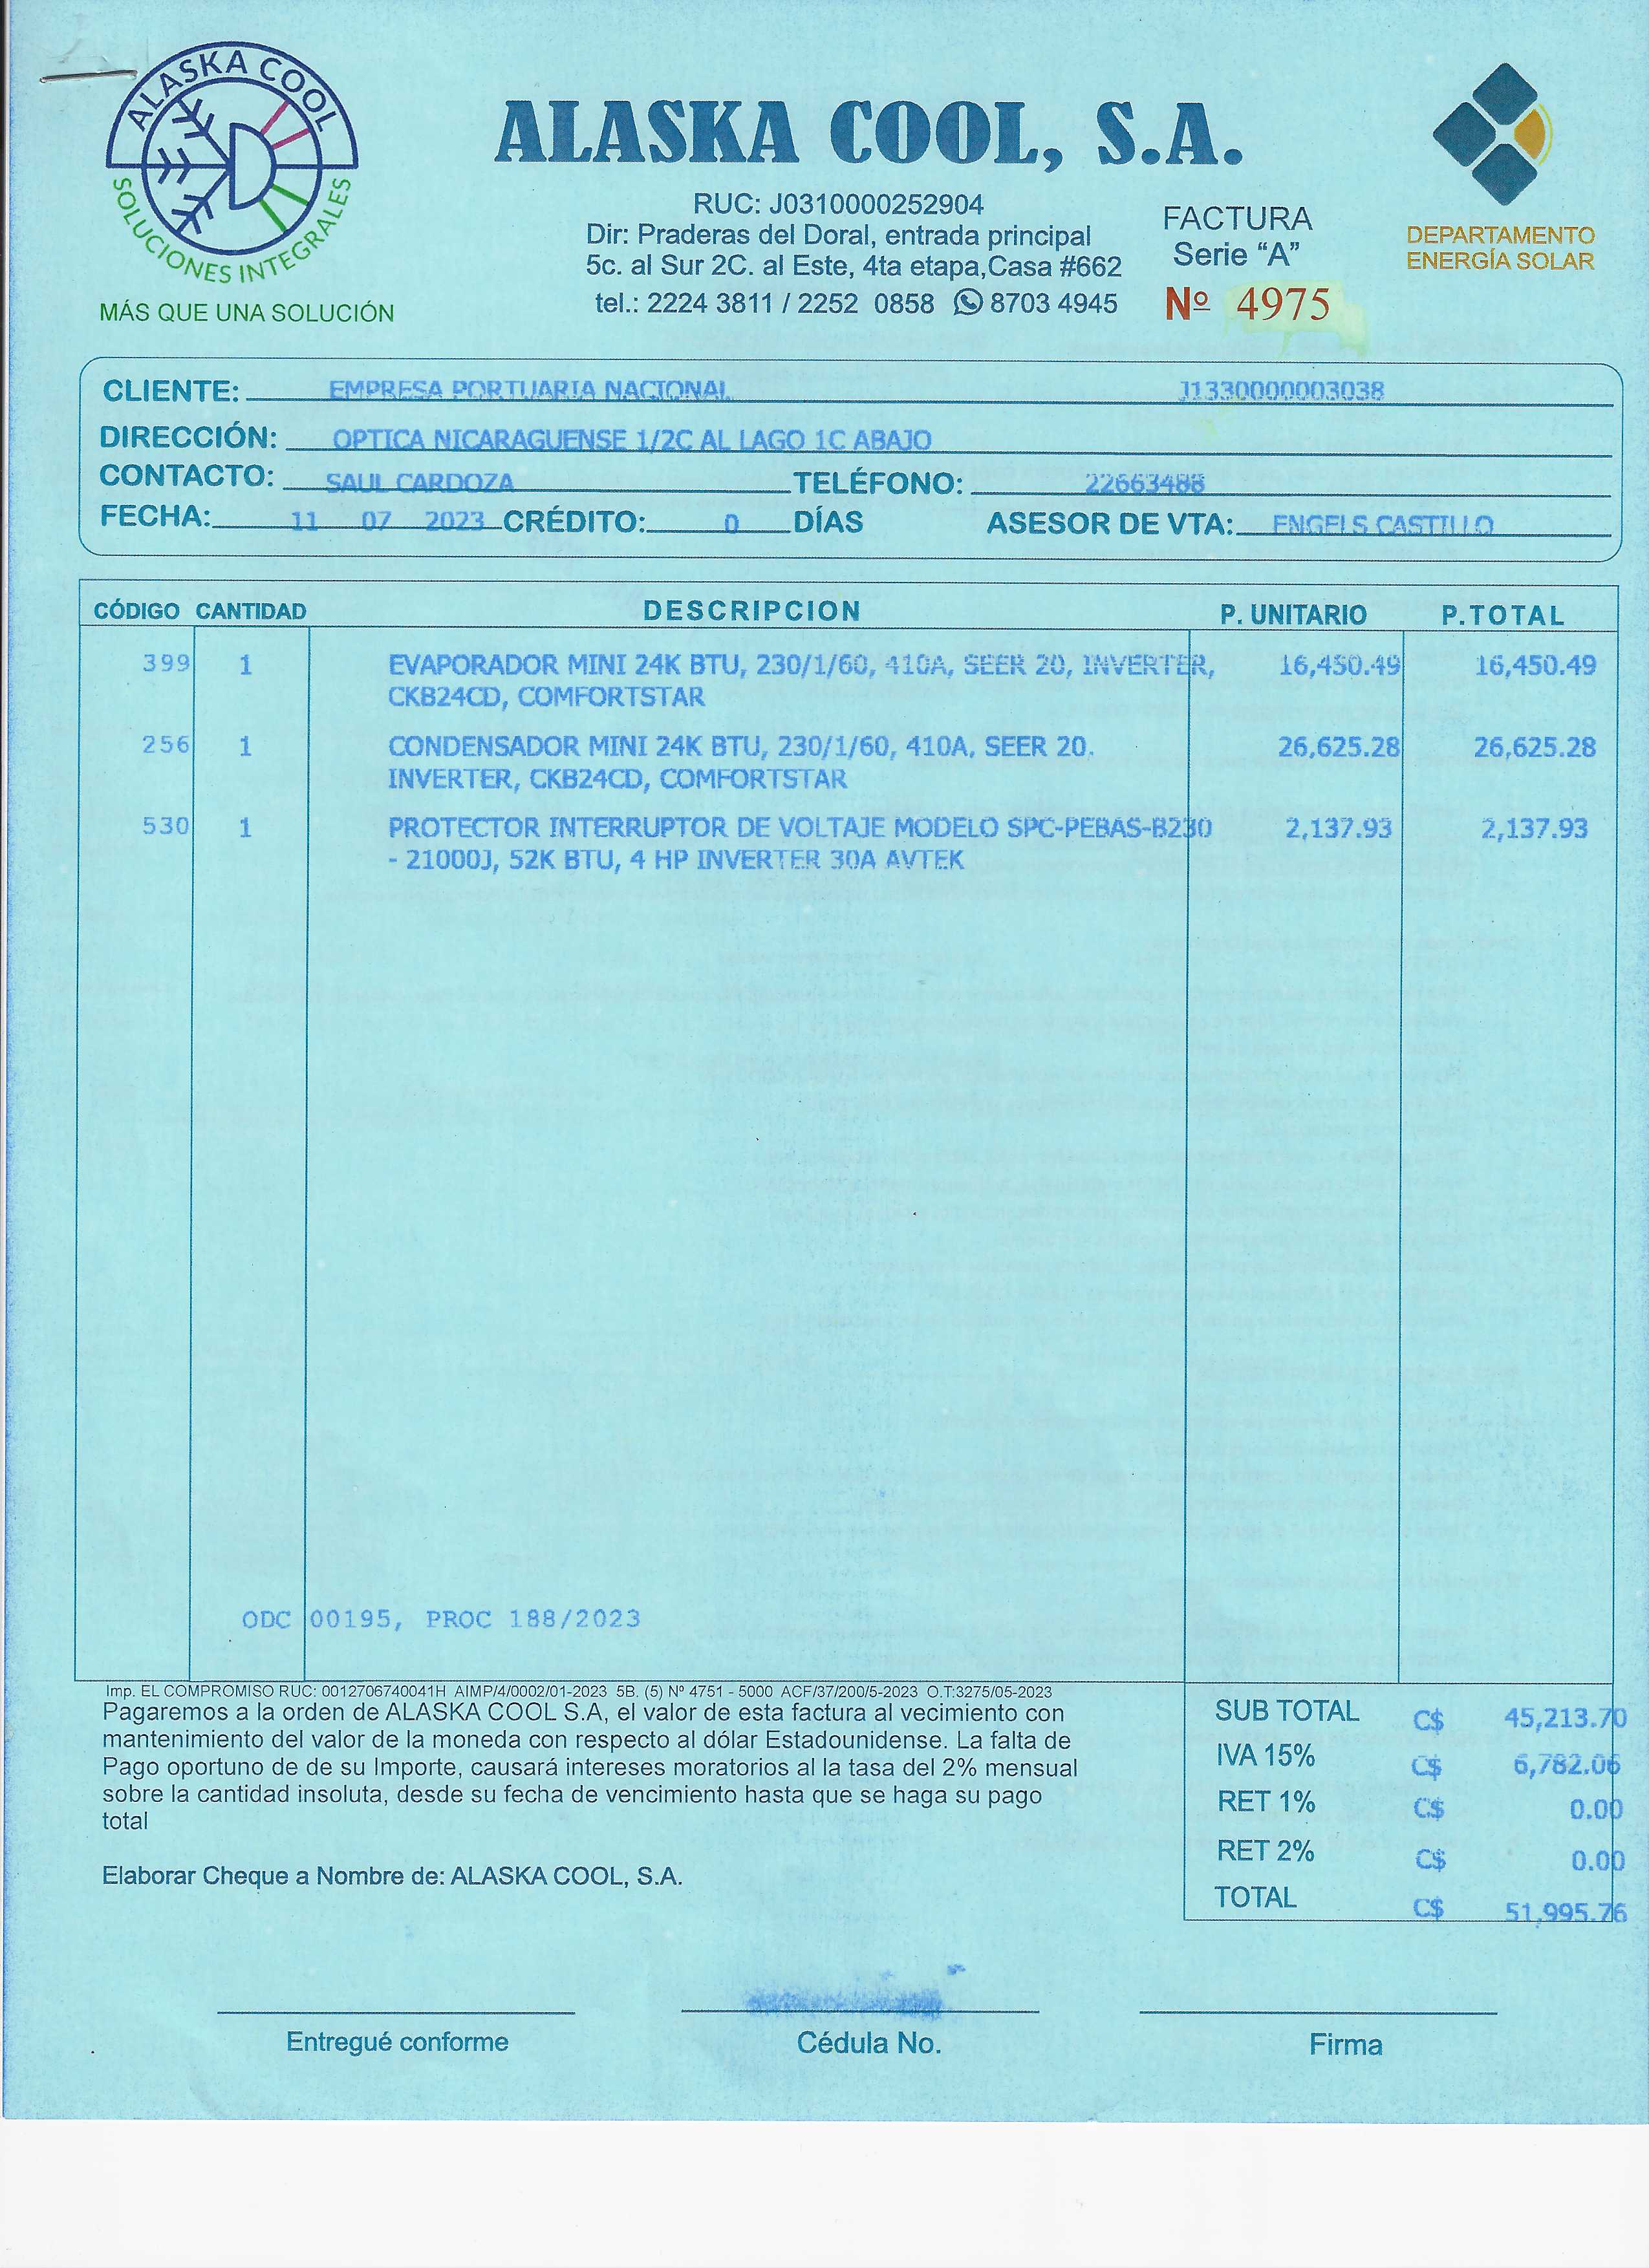 ALASKA COOL
SOLUCIONES INTEGRALES
MÁS QUE UNA SOLUCIÓN
ALASKA COOL, S.A.
RUC: J0310000252904
Dir: Praderas del Doral, entrada principal
5c. al Sur 2C. al Este, 4ta etapa,Casa #662
tel.: 2224 3811 / 2252 0858 8703 4945
FACTURA
Serie “A”
Nº 4975
DEPARTAMENTO
ENERGÍA SOLAR
CLIENTE: EMPRESA PORTUARIA NACIONAL J1330000003038
DIRECCIÓN: OPTICA NICARAGUENSE 1/2C AL LAGO 1C ABAJO
CONTACTO: SAUL CARDOZA TELÉFONO: 22663488
FECHA: 11 07 2023 CRÉDITO: 0 DÍAS ASESOR DE VTA: ENGELS CASTILLO
CÓDIGO CANTIDAD DESCRIPCION P. UNITARIO P.TOTAL
399 1 EVAPORADOR MINI 24K BTU, 230/1/60, 410A, SEER 20, INVERTER, 16,450.49 16,450.49
CKB24CD, COMFORTSTAR
256 1 CONDENSADOR MINI 24K BTU, 230/1/60, 410A, SEER 20. 26,625.28 26,625.28
INVERTER, CKB24CD, COMFORTSTAR
530 1 PROTECTOR INTERRUPTOR DE VOLTAJE MODELO SPC-PEBAS-B230 2,137.93 2,137.93
- 21000J, 52K BTU, 4 HP INVERTER 30A AVTEK
ODC 00195, PROC 188/2023
Imp. EL COMPROMISO RUC: 0012706740041H AIMP/4/0002/01-2023 5B. (5) Nº 4751 - 5000 ACF/37/200/5-2023 O.T:3275/05-2023
Pagaremos a la orden de ALASKA COOL S.A, el valor de esta factura al vecimiento con
mantenimiento del valor de la moneda con respecto al dólar Estadounidense. La falta de
Pago oportuno de de su Importe, causará intereses moratorios al la tasa del 2% mensual
sobre la cantidad insoluta, desde su fecha de vencimiento hasta que se haga su pago
total
Elaborar Cheque a Nombre de: ALASKA COOL, S.A.
SUB TOTAL C$ 45,213.70
IVA 15% C$ 6,782.06
RET 1% C$ 0.00
RET 2% C$ 0.00
TOTAL C$ 51,995.76
Entregué conforme Cédula No. Firma